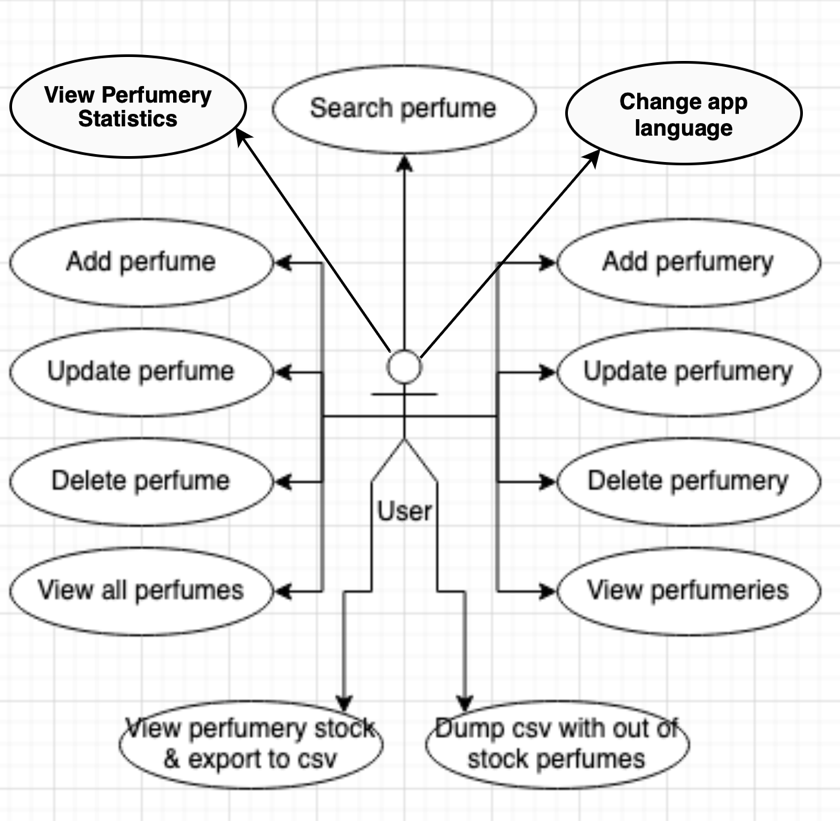 View Perfumery
Statistics
Search perfume
Change app
language
Add perfume
Add perfumery
Update perfume
Update perfumery
Delete perfume
Delete perfumery
User
View all perfumes
View perfumeries
View perfumery stock
& export to csv
Dump csv with out of
stock perfumes